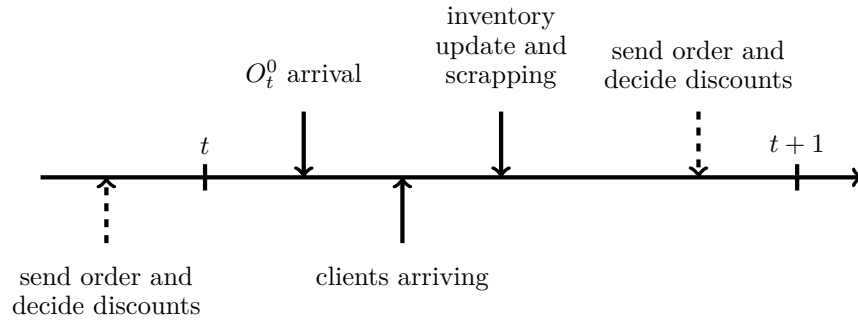 inventory
update and
scrapping
send order and
decide discounts
$O_t^0$ arrival
t
t + 1
send order and
decide discounts
clients arriving